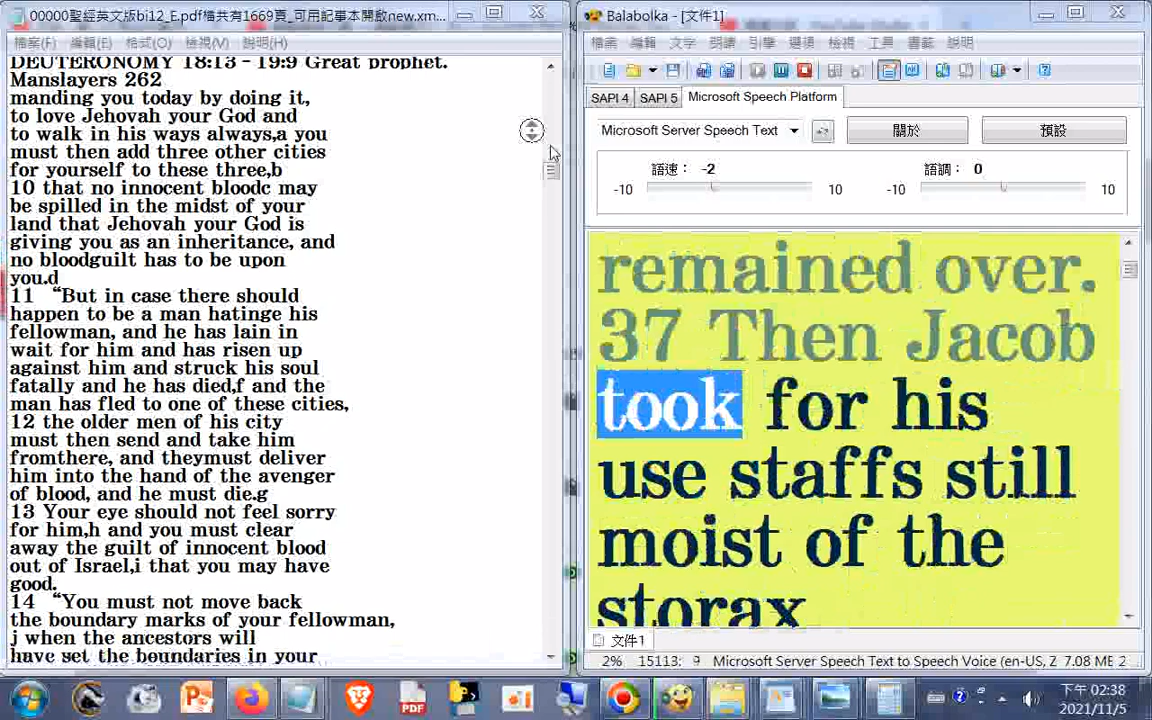 00000聖經英文版bi12_E.pdf檔共有1669頁_可用記事本開啟new.xm...
檔案(F) 編輯(E) 格式(O) 檢視(V) 說明(H)
DEUTERONOMY 18:13 - 19:9 Great prophet.
Manslayers 262
manding you today by doing it,
to love Jehovah your God and
to walk in his ways always,a you
must then add three other cities
for yourself to these three,b
10 that no innocent bloodc may
be spilled in the midst of your
land that Jehovah your God is
giving you as an inheritance, and
no bloodguilt has to be upon
you.d
11 “But in case there should
happen to be a man hatinge his
fellowman, and he has lain in
wait for him and has risen up
against him and struck his soul
fatally and he has died,f and the
man has fled to one of these cities,
12 the older men of his city
must then send and take him
fromthere, and theymust deliver
him into the hand of the avenger
of blood, and he must die.g
13 Your eye should not feel sorry
for him,h and you must clear
away the guilt of innocent blood
out of Israel,i that you may have
good.
14 “You must not move back
the boundary marks of your fellowman,
j when the ancestors will
have set the boundaries in your
Balabolka - [文件1]
檔案 編輯 文字 朗讀 引擎 選項 檢視 工具 書籤 說明
SAPI 4 SAPI 5 Microsoft Speech Platform
Microsoft Server Speech Text 關於 預設
語速： -2 語調： 0
-10 10 -10 10
remained over.
37 Then Jacob
took for his
use staffs still
moist of the
storax
文件1
2% 15113: 9 Microsoft Server Speech Text to Speech Voice (en-US, Z 7.08 MB 2
PDF
下午 02:38
2021/11/5